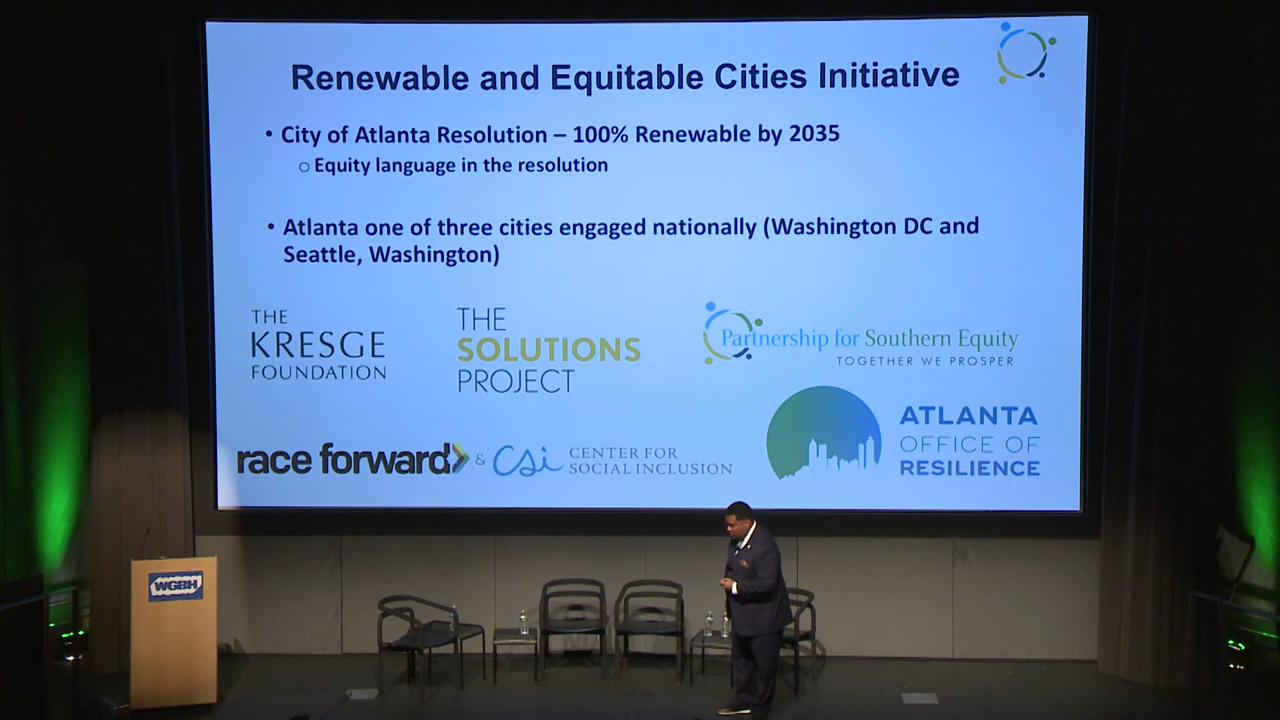 Renewable and Equitable Cities Initiative
• City of Atlanta Resolution – 100% Renewable by 2035
○ Equity language in the resolution
• Atlanta one of three cities engaged nationally (Washington DC and
Seattle, Washington)
THE
KRESGE
FOUNDATION
THE
SOLUTIONS
PROJECT
Partnership for Southern Equity
TOGETHER WE PROSPER
race forward & csi CENTER FOR
SOCIAL INCLUSION
ATLANTA
OFFICE OF
RESILIENCE
WGBH